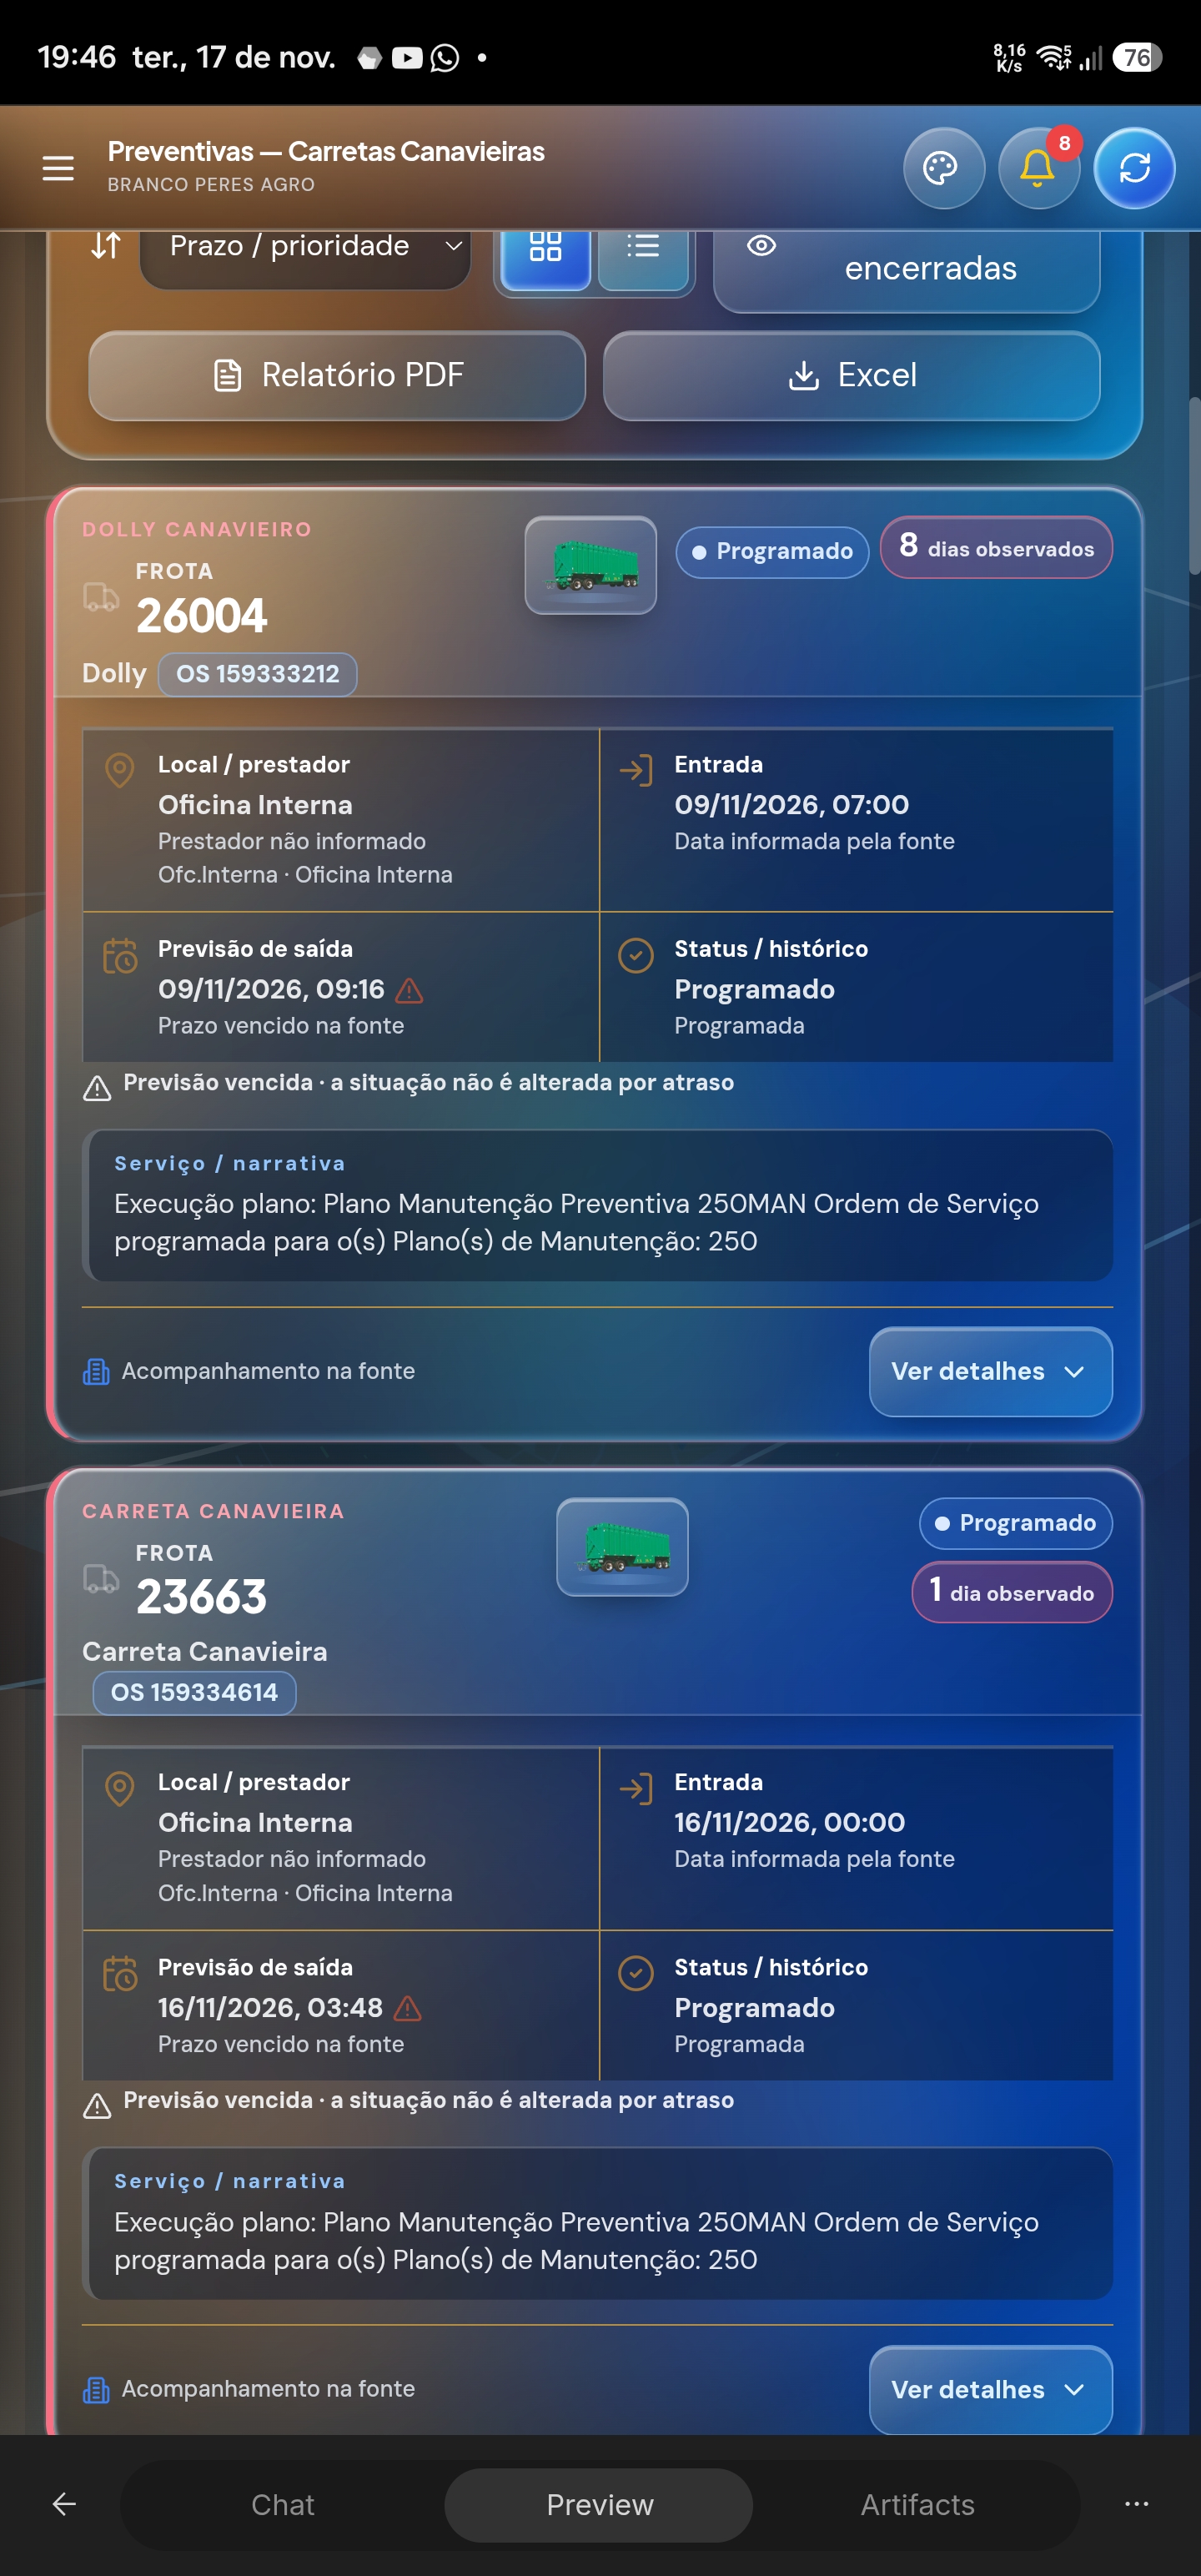 19:46 ter., 17 de nov.
8,16
K/s
5
76
Preventivas — Carretas Canavieiras
BRANCO PERES AGRO
8
Prazo / prioridade
encerradas
Relatório PDF
Excel
DOLLY CANAVIEIRO
FROTA
26004
Programado
8 dias observados
Dolly
OS 159333212
Local / prestador
Oficina Interna
Prestador não informado
Ofc.Interna · Oficina Interna
Entrada
09/11/2026, 07:00
Data informada pela fonte
Previsão de saída
09/11/2026, 09:16
Prazo vencido na fonte
Status / histórico
Programado
Programada
Previsão vencida · a situação não é alterada por atraso
Serviço / narrativa
Execução plano: Plano Manutenção Preventiva 250MAN Ordem de Serviço
programada para o(s) Plano(s) de Manutenção: 250
Acompanhamento na fonte
Ver detalhes
CARRETA CANAVIEIRA
FROTA
23663
Programado
1 dia observado
Carreta Canavieira
OS 159334614
Local / prestador
Oficina Interna
Prestador não informado
Ofc.Interna · Oficina Interna
Entrada
16/11/2026, 00:00
Data informada pela fonte
Previsão de saída
16/11/2026, 03:48
Prazo vencido na fonte
Status / histórico
Programado
Programada
Previsão vencida · a situação não é alterada por atraso
Serviço / narrativa
Execução plano: Plano Manutenção Preventiva 250MAN Ordem de Serviço
programada para o(s) Plano(s) de Manutenção: 250
Acompanhamento na fonte
Ver detalhes
Chat
Preview
Artifacts